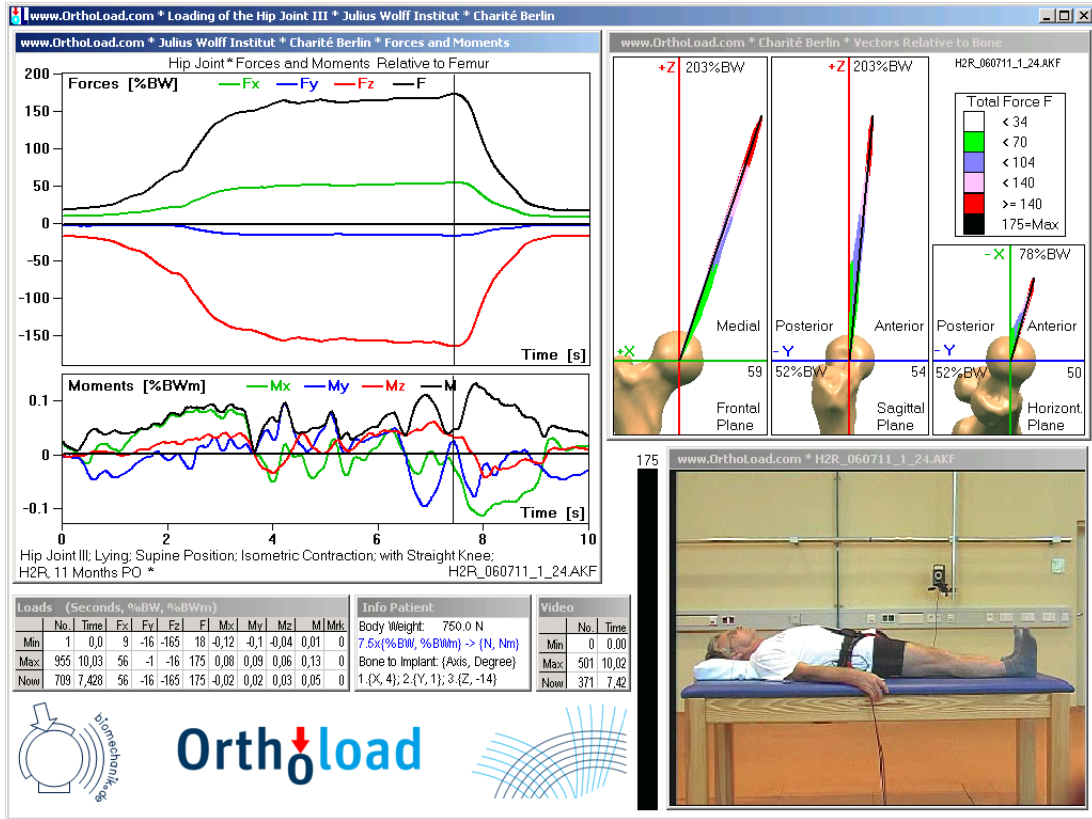 www.OrthoLoad.com * Loading of the Hip Joint III * Julius Wolff Institut * Charité Berlin
www.OrthoLoad.com * Julius Wolff Institut * Charité Berlin * Forces and Moments
Hip Joint * Forces and Moments Relative to Femur
Forces [%BW] Fx Fy Fz F
200
150
100
50
0
-50
-100
-150
Time [s]
Moments [%BWm] Mx My Mz M
0.1
0
-0.1
Time [s]
0 2 4 6 8 10
Hip Joint III; Lying; Supine Position; Isometric Contraction; with Straight Knee;
H2R, 11 Months PO * H2R_060711_1_24.AKF
www.OrthoLoad.com * Charité Berlin * Vectors Relative to Bone
+Z 203%BW
+X
Medial
59
Frontal
Plane
203%BW
Posterior Anterior
-Y
52%BW 54
Sagittal
Plane
H2R_060711_1_24.AKF
Total Force F
< 34
< 70
< 104
< 140
>= 140
175=Max
-X 78%BW
Posterior Anterior
-Y
52%BW 50
Horizont.
Plane
175
www.OrthoLoad.com * H2R_060711_1_24.AKF
Loads (Seconds, %BW, %BWm)
No. Time Fx Fy Fz F Mx My Mz M Mrk
Min 1 0,0 9 -16 -165 18 -0,12 -0,1 -0,04 0,01 0
Max 955 10,03 56 -1 -16 175 0,08 0,09 0,06 0,13 0
Now 709 7,428 56 -16 -165 175 -0,02 0,02 0,03 0,05 0
Info Patient
Body Weight: 750.0 N
7.5x{%BW, %BWm} -> {N, Nm}
Bone to Implant: {Axis, Degree}
1.{X, 4}; 2.{Y, 1}; 3.{Z, -14}
Video
No. Time
Min 0 0.00
Max 501 10,02
Now 371 7,42
biomechanik.de
Orthoload